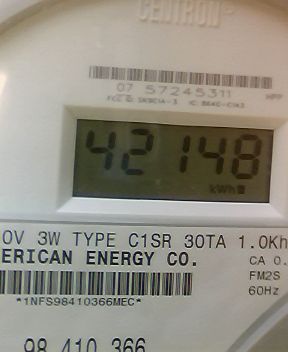 CENTRON
07 57245311
42148
kWh
0V 3W TYPE C1SR 30TA 1.0Kh
ERICAN ENERGY CO.
CA 0.
FM2S
60Hz
*1NFS98410366MEC*
98 410 366